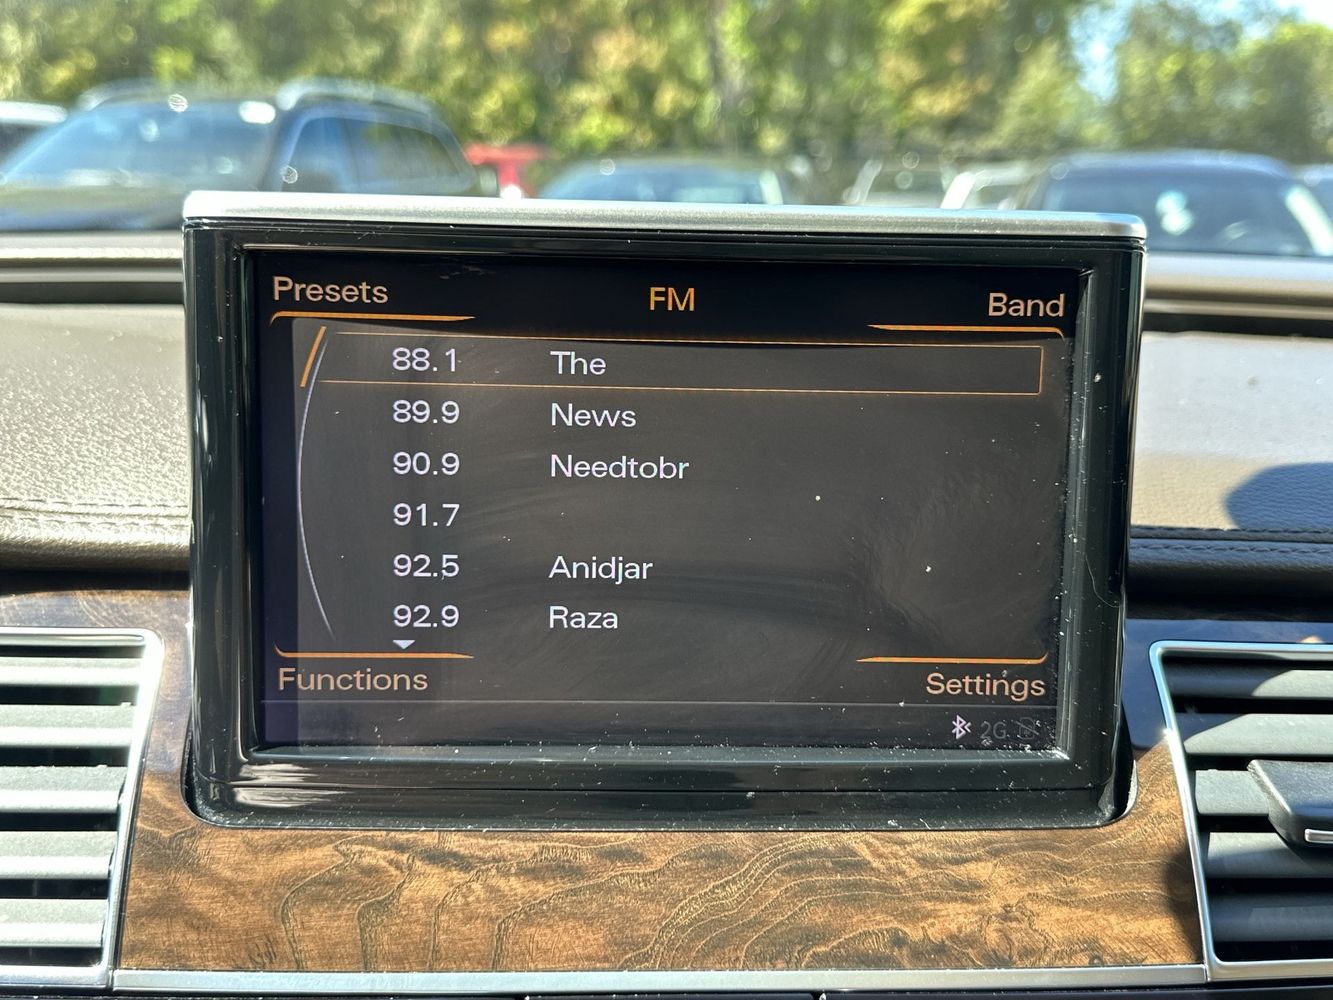 Presets FM Band
88.1 The
89.9 News
90.9 Needtobr
91.7
92.5 Anidjar
92.9 Raza
Functions Settings
2G